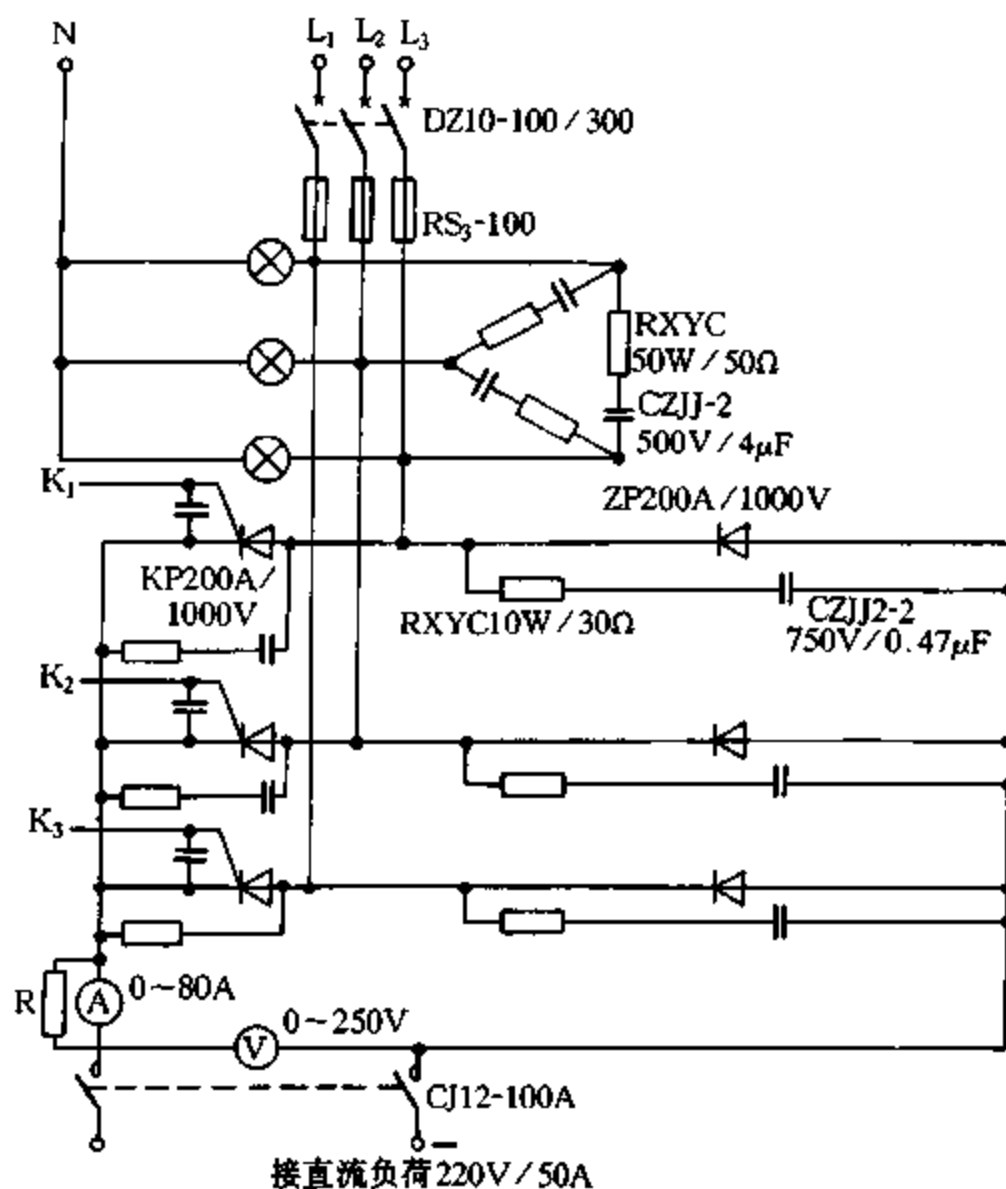 N L₁ L₂ L₃
DZ10-100/300
RS₃-100
RXYC
50W/50Ω
CZJJ-2
500V/4μF
K₁
ZP200A/1000V
KP200A/
1000V
RXYC10W/30Ω
CZJJ2-2
750V/0.47μF
K₂
K₃
R
A
0~80A
V
0~250V
CJ12-100A
接直流负荷220V/50A